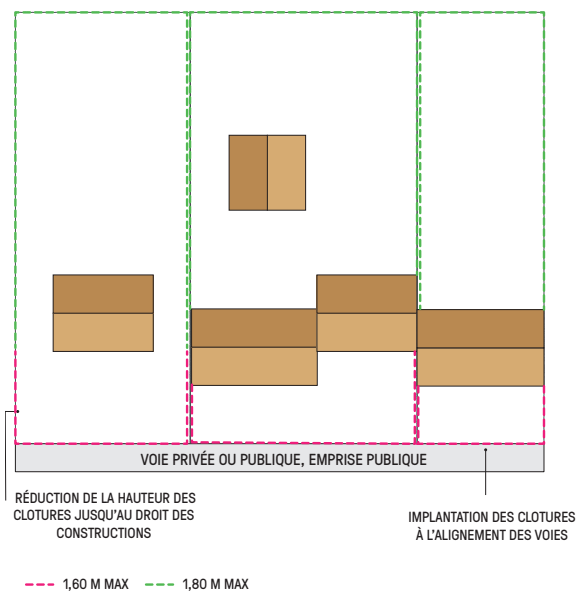 VOIE PRIVÉE OU PUBLIQUE, EMPRISE PUBLIQUE
RÉDUCTION DE LA HAUTEUR DES
CLOTURES JUSQU'AU DROIT DES
CONSTRUCTIONS
IMPLANTATION DES CLOTURES
À L'ALIGNEMENT DES VOIES
1,60 M MAX
1,80 M MAX